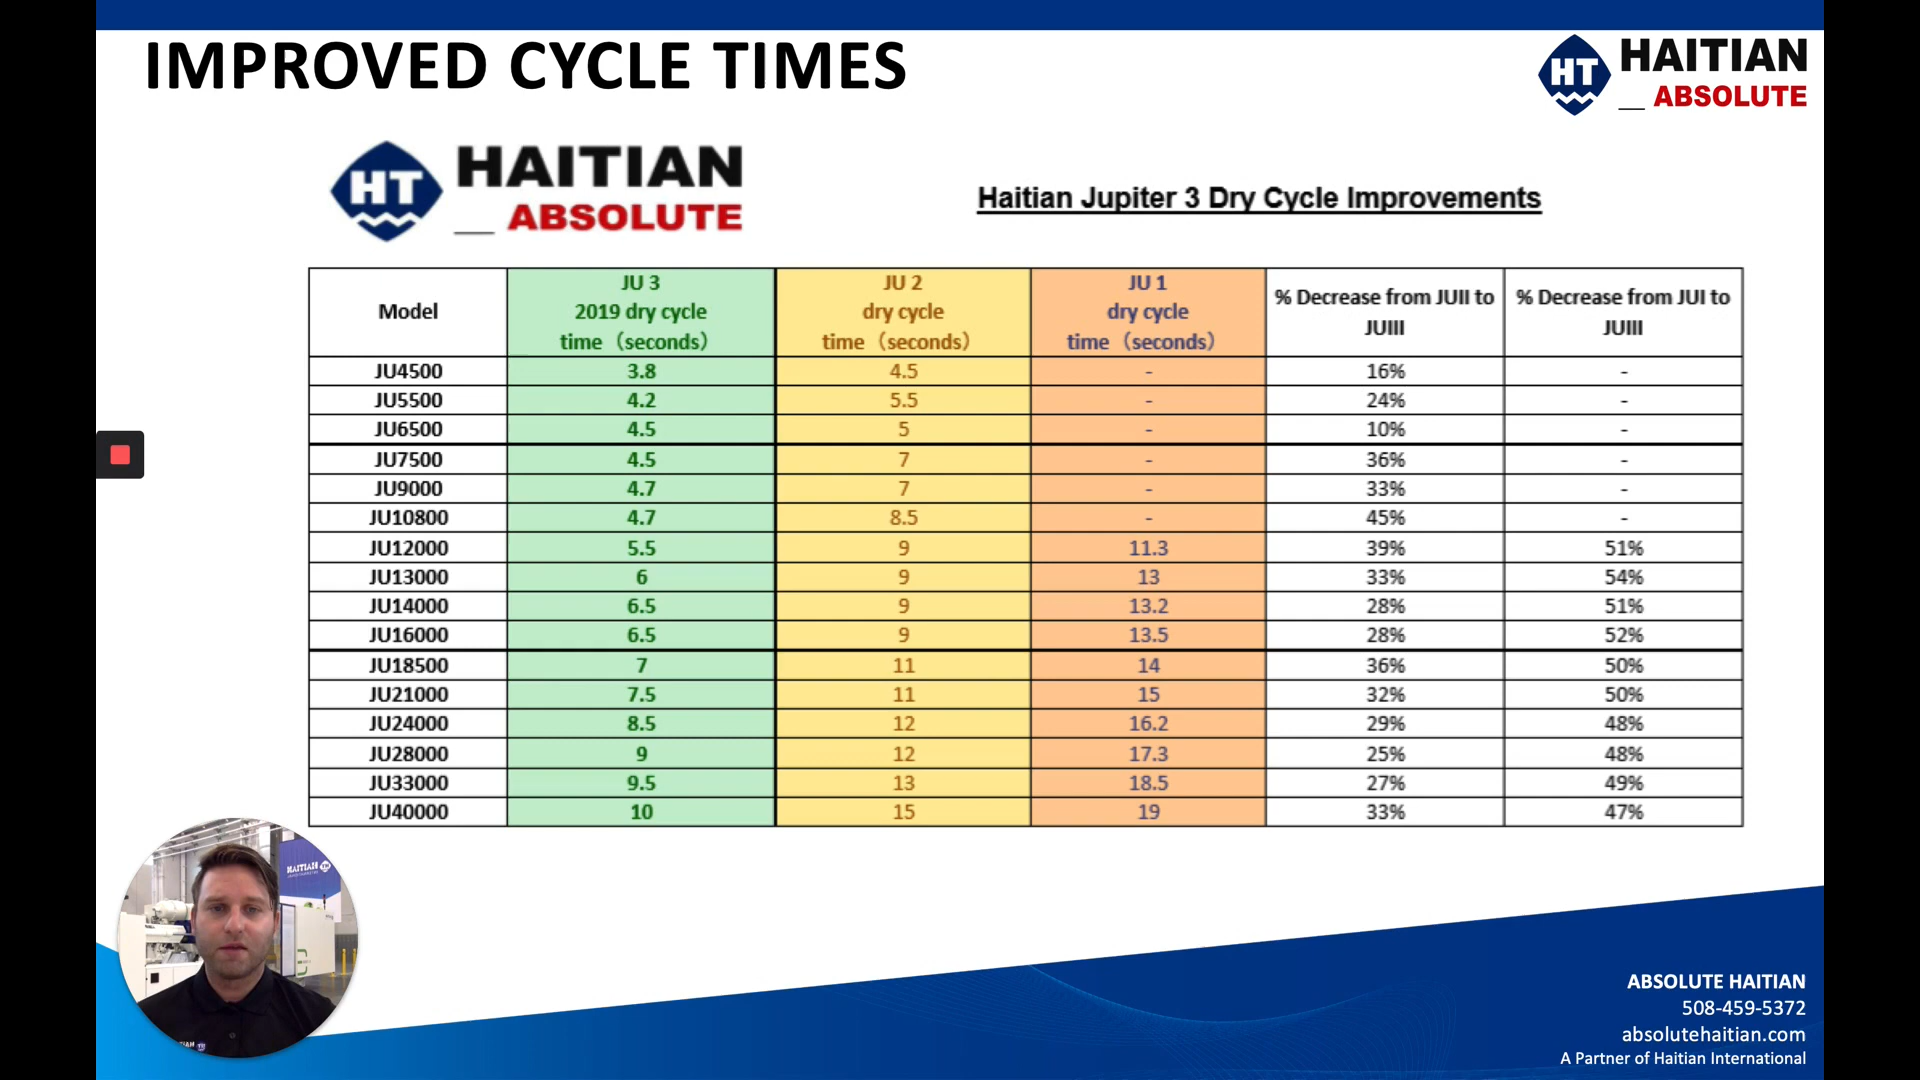 IMPROVED CYCLE TIMES
HT HAITIAN
ABSOLUTE
HT HAITIAN
ABSOLUTE
Haitian Jupiter 3 Dry Cycle Improvements
Model
JU 3
2019 dry cycle
time（seconds）
JU 2
dry cycle
time（seconds）
JU 1
dry cycle
time（seconds）
% Decrease from JUII to
JUIII
% Decrease from JUI to
JUIII
JU4500 3.8 4.5 - 16% -
JU5500 4.2 5.5 - 24% -
JU6500 4.5 5 - 10% -
JU7500 4.5 7 - 36% -
JU9000 4.7 7 - 33% -
JU10800 4.7 8.5 - 45% -
JU12000 5.5 9 11.3 39% 51%
JU13000 6 9 13 33% 54%
JU14000 6.5 9 13.2 28% 51%
JU16000 6.5 9 13.5 28% 52%
JU18500 7 11 14 36% 50%
JU21000 7.5 11 15 32% 50%
JU24000 8.5 12 16.2 29% 48%
JU28000 9 12 17.3 25% 48%
JU33000 9.5 13 18.5 27% 49%
JU40000 10 15 19 33% 47%
HAITIAN
ABSOLUTE HAITIAN
508-459-5372
absolutehaitian.com
A Partner of Haitian International